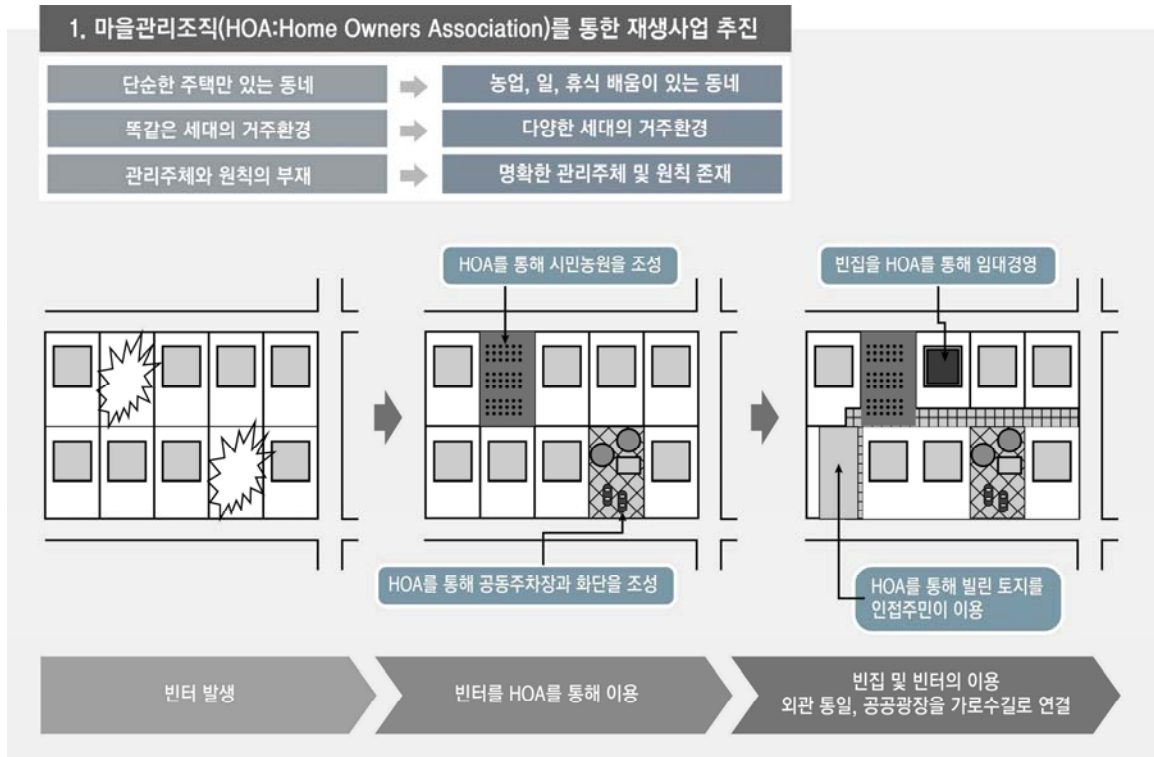 1. 마을관리조직(HOA:Home Owners Association)를 통한 재생사업 추진
단순한 주택만 있는 동네
농업, 일, 휴식 배움이 있는 동네
똑같은 세대의 거주환경
다양한 세대의 거주환경
관리주체와 원칙의 부재
명확한 관리주체 및 원칙 존재
HOA를 통해 시민농원을 조성
빈집을 HOA를 통해 임대경영
HOA를 통해 공동주차장과 화단을 조성
HOA를 통해 빌린 토지를
인접주민이 이용
빈터 발생
빈터를 HOA를 통해 이용
빈집 및 빈터의 이용
외관 통일, 공공광장을 가로수길로 연결